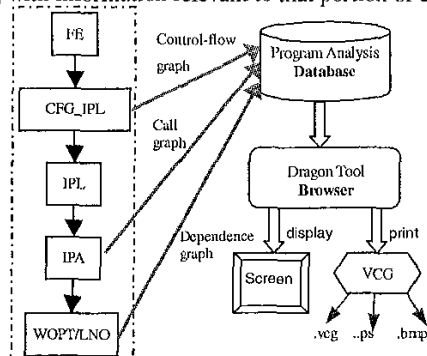 FE
CFG_IPL
IPL
IPA
WOPT/LNO
Control-flow
graph
Call
graph
Dependence
graph
Program Analysis
Database
Dragon Tool
Browser
display
print
Screen
VCG
.vcg
..ps
.bmp